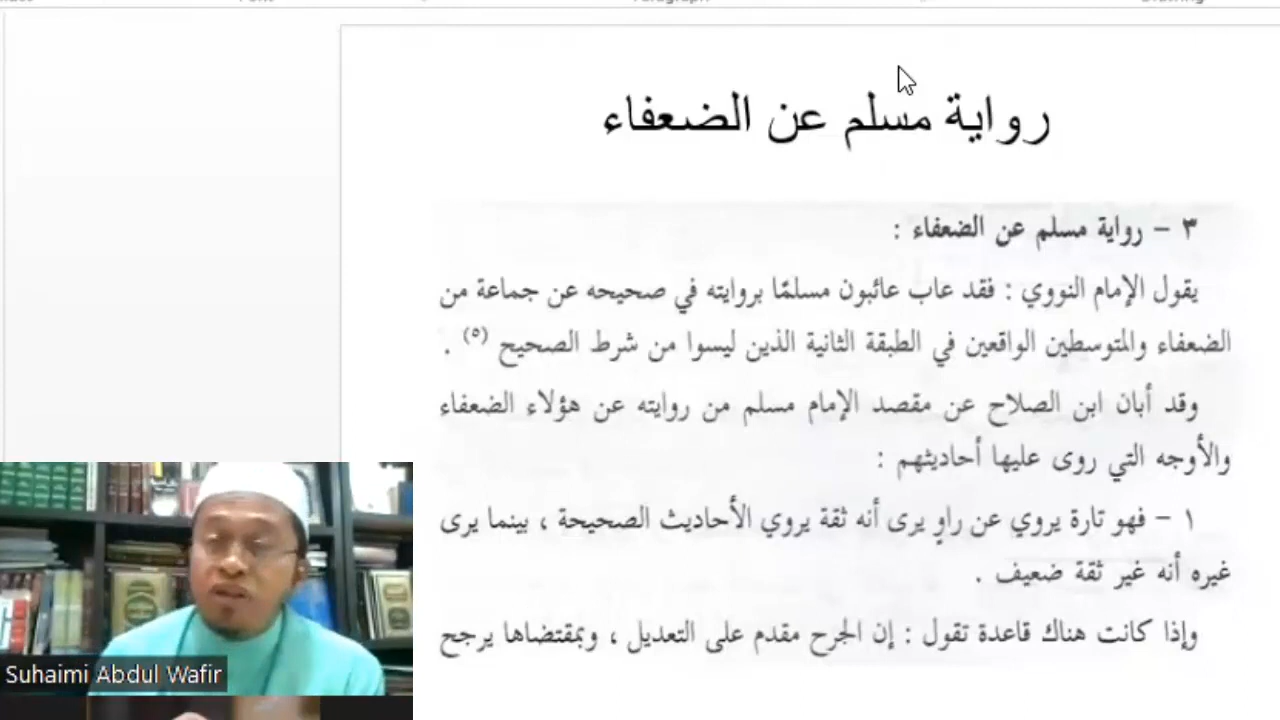 رواية مسلم عن الضعفاء
٣ – رواية مسلم عن الضعفاء :
يقول الإمام النووي : فقد عاب عائبون مسلمًا بروايته في صحيحه عن جماعة من
الضعفاء والمتوسطين الواقعين في الطبقة الثانية الذين ليسوا من شرط الصحيح (٥) .
وقد أبان ابن الصلاح عن مقصد الإمام مسلم من روايته عن هؤلاء الضعفاء
والأوجه التي روى عليها أحاديثهم :
١ – فهو تارة يروي عن راوٍ يرى أنه ثقة يروي الأحاديث الصحيحة ، بينما يرى
غيره أنه غير ثقة ضعيف .
وإذا كانت هناك قاعدة تقول : إن الجرح مقدم على التعديل ، وبمقتضاها يرجح
Suhaimi Abdul Wafir